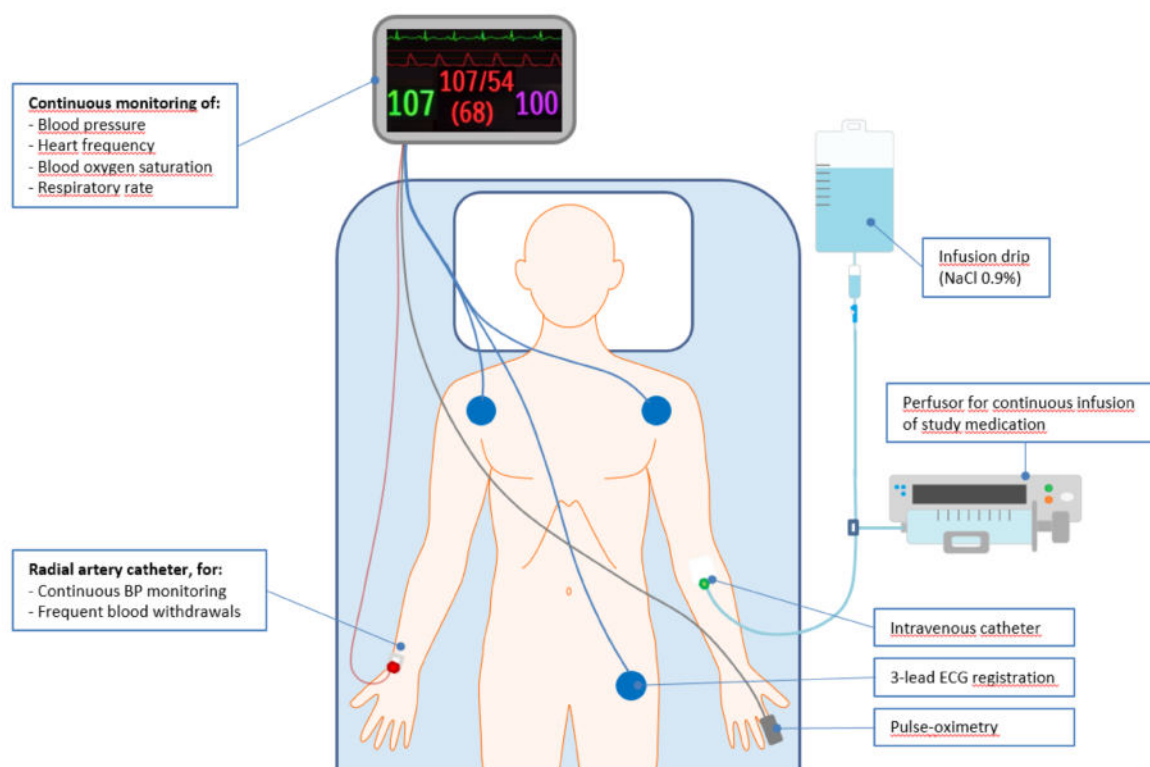 107/54
107
(68)
100
Continuous monitoring of:
- Blood pressure
- Heart frequency
- Blood oxygen saturation
- Respiratory rate
Infusion drip
(NaCl 0.9%)
Perfusor for continuous infusion
of study medication
Radial artery catheter, for:
- Continuous BP monitoring
- Frequent blood withdrawals
Intravenous catheter
3-lead ECG registration
Pulse-oximetry